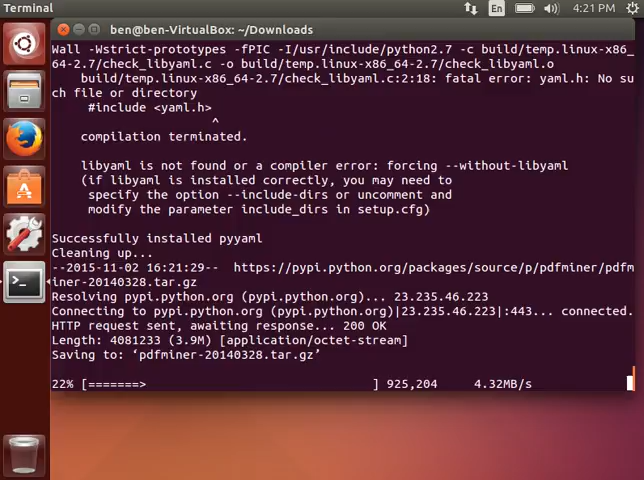 Terminal
En
4:21 PM
ben@ben-VirtualBox: ~/Downloads
Wall -Wstrict-prototypes -fPIC -I/usr/include/python2.7 -c build/temp.linux-x86_
64-2.7/check_libyaml.c -o build/temp.linux-x86_64-2.7/check_libyaml.o
build/temp.linux-x86_64-2.7/check_libyaml.c:2:18: fatal error: yaml.h: No su
ch file or directory
#include <yaml.h>
^
compilation terminated.
libyaml is not found or a compiler error: forcing --without-libyaml
(if libyaml is installed correctly, you may need to
specify the option --include-dirs or uncomment and
modify the parameter include_dirs in setup.cfg)
Successfully installed pyyaml
Cleaning up...
--2015-11-02 16:21:29--  https://pypi.python.org/packages/source/p/pdfminer/pdfm
iner-20140328.tar.gz
Resolving pypi.python.org (pypi.python.org)... 23.235.46.223
Connecting to pypi.python.org (pypi.python.org)|23.235.46.223|:443... connected.
HTTP request sent, awaiting response... 200 OK
Length: 4081233 (3.9M) [application/octet-stream]
Saving to: ‘pdfminer-20140328.tar.gz’
22% [=======>                               ] 925,204     4.32MB/s